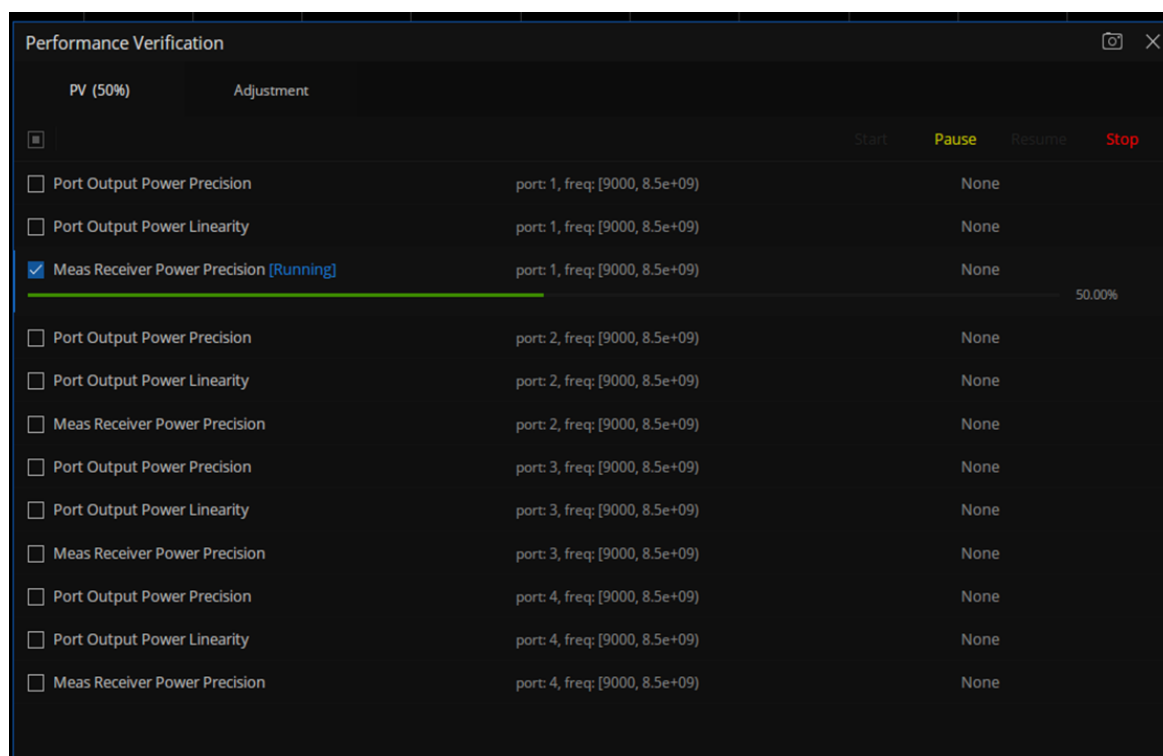 Performance Verification
PV (50%) Adjustment
Start Pause Resume Stop
Port Output Power Precision port: 1, freq: [9000, 8.5e+09) None
Port Output Power Linearity port: 1, freq: [9000, 8.5e+09) None
Meas Receiver Power Precision [Running] port: 1, freq: [9000, 8.5e+09) None
50.00%
Port Output Power Precision port: 2, freq: [9000, 8.5e+09) None
Port Output Power Linearity port: 2, freq: [9000, 8.5e+09) None
Meas Receiver Power Precision port: 2, freq: [9000, 8.5e+09) None
Port Output Power Precision port: 3, freq: [9000, 8.5e+09) None
Port Output Power Linearity port: 3, freq: [9000, 8.5e+09) None
Meas Receiver Power Precision port: 3, freq: [9000, 8.5e+09) None
Port Output Power Precision port: 4, freq: [9000, 8.5e+09) None
Port Output Power Linearity port: 4, freq: [9000, 8.5e+09) None
Meas Receiver Power Precision port: 4, freq: [9000, 8.5e+09) None